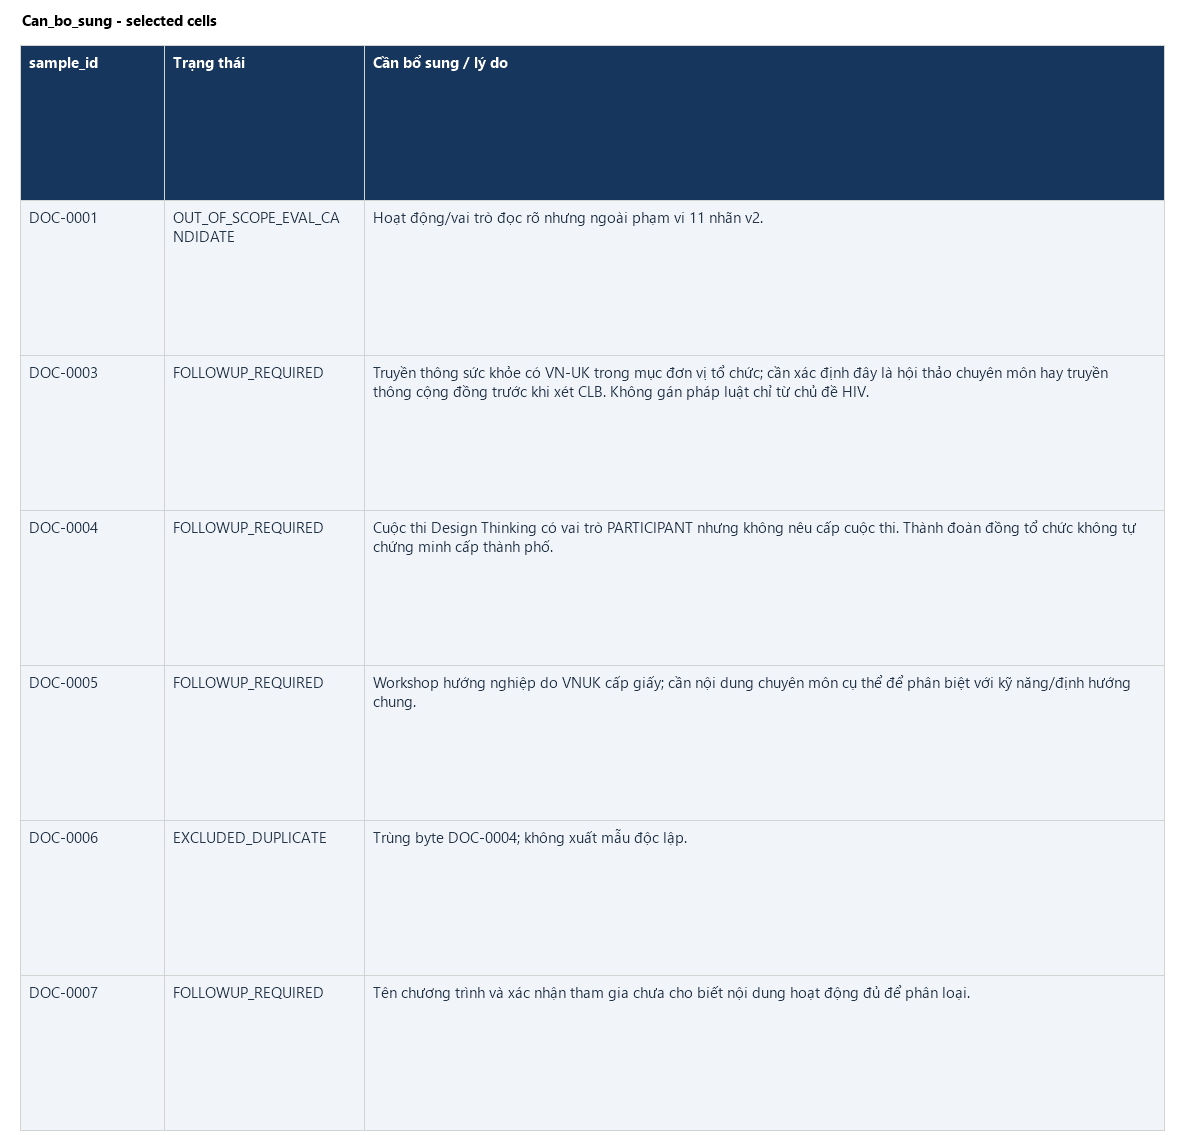 Can_bo_sung - selected cells
sample_id
Trạng thái
Cần bổ sung / lý do
DOC-0001
OUT_OF_SCOPE_EVAL_CA
NDIDATE
Hoạt động/vai trò đọc rõ nhưng ngoài phạm vi 11 nhãn v2.
DOC-0003
FOLLOWUP_REQUIRED
Truyền thông sức khỏe có VN-UK trong mục đơn vị tổ chức; cần xác định đây là hội thảo chuyên môn hay truyền
thông cộng đồng trước khi xét CLB. Không gán pháp luật chỉ từ chủ đề HIV.
DOC-0004
FOLLOWUP_REQUIRED
Cuộc thi Design Thinking có vai trò PARTICIPANT nhưng không nêu cấp cuộc thi. Thành đoàn đồng tổ chức không tự
chứng minh cấp thành phố.
DOC-0005
FOLLOWUP_REQUIRED
Workshop hướng nghiệp do VNUK cấp giấy; cần nội dung chuyên môn cụ thể để phân biệt với kỹ năng/định hướng
chung.
DOC-0006
EXCLUDED_DUPLICATE
Trùng byte DOC-0004; không xuất mẫu độc lập.
DOC-0007
FOLLOWUP_REQUIRED
Tên chương trình và xác nhận tham gia chưa cho biết nội dung hoạt động đủ để phân loại.